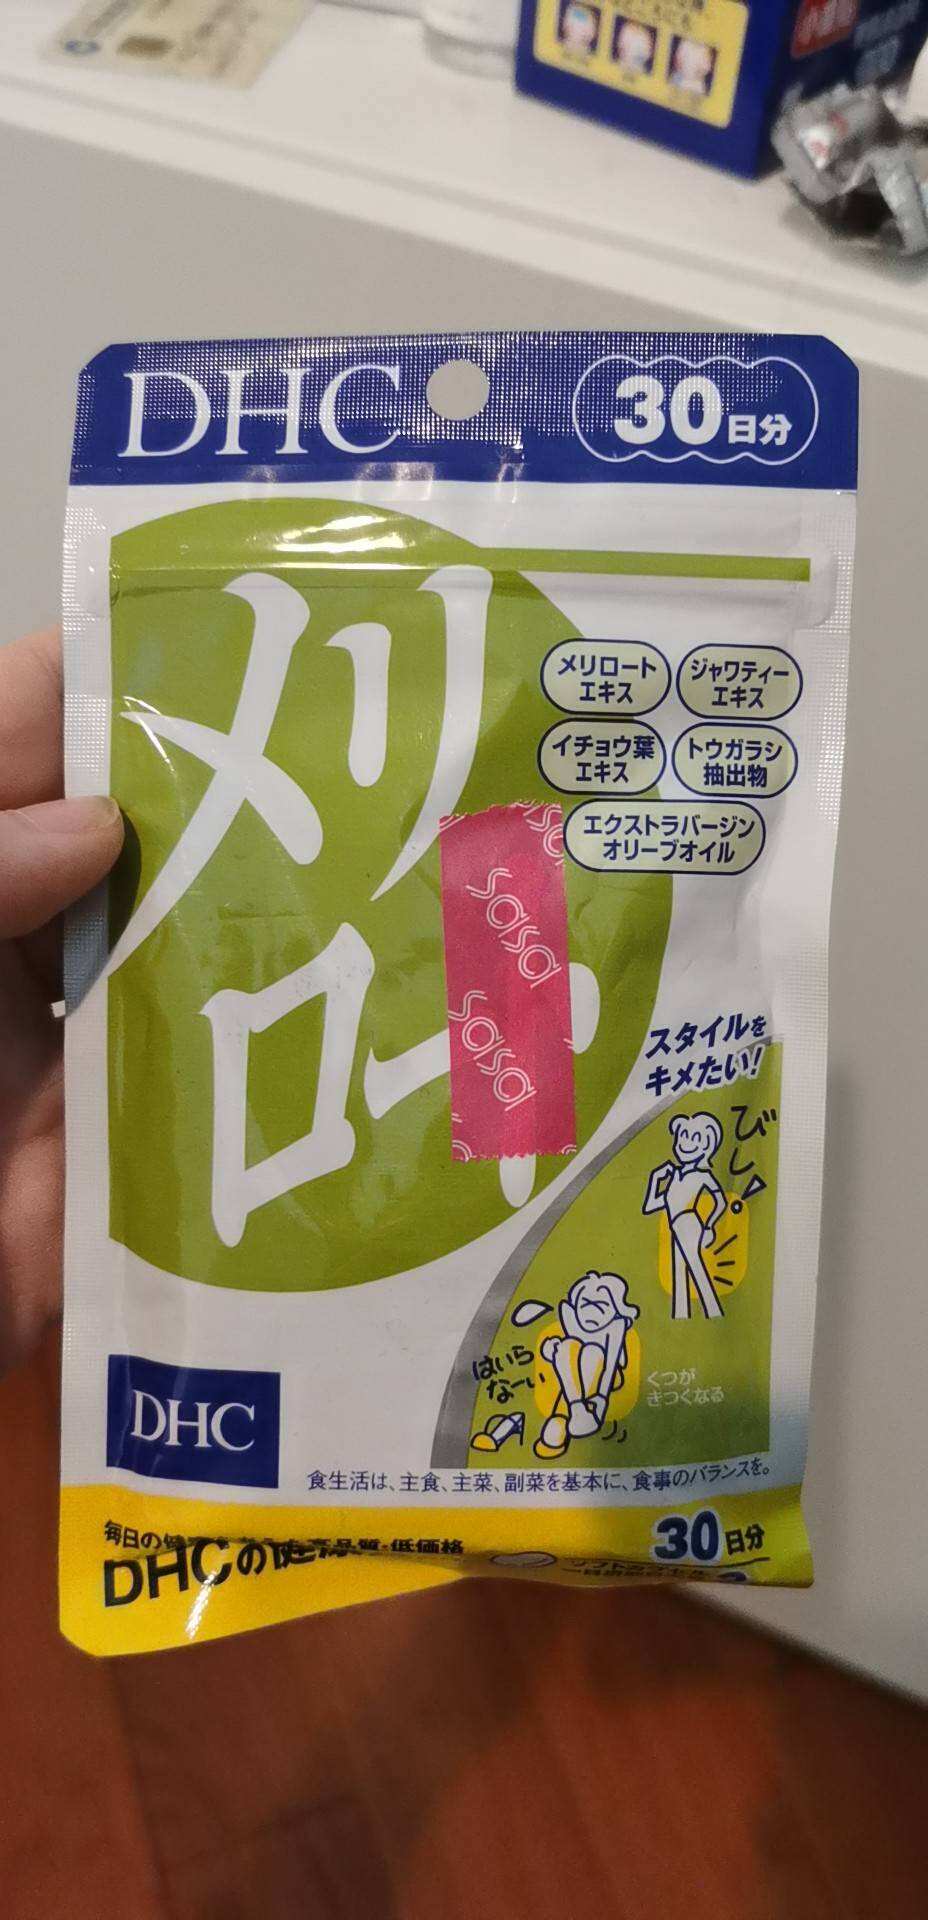 DHC
30日分
メリ
ロート
メリロート
エキス
ジャワティー
エキス
イチョウ葉
エキス
トウガラシ
抽出物
エクストラバージン
オリーブオイル
sasa
sasa
スタイルを
キメたい!
びし!
はいら
なーい
くつが
きつくなる
DHC
食生活は、主食、主菜、副菜を基本に、食事のバランスを。
毎日の
低価格
DHCの健
30日分